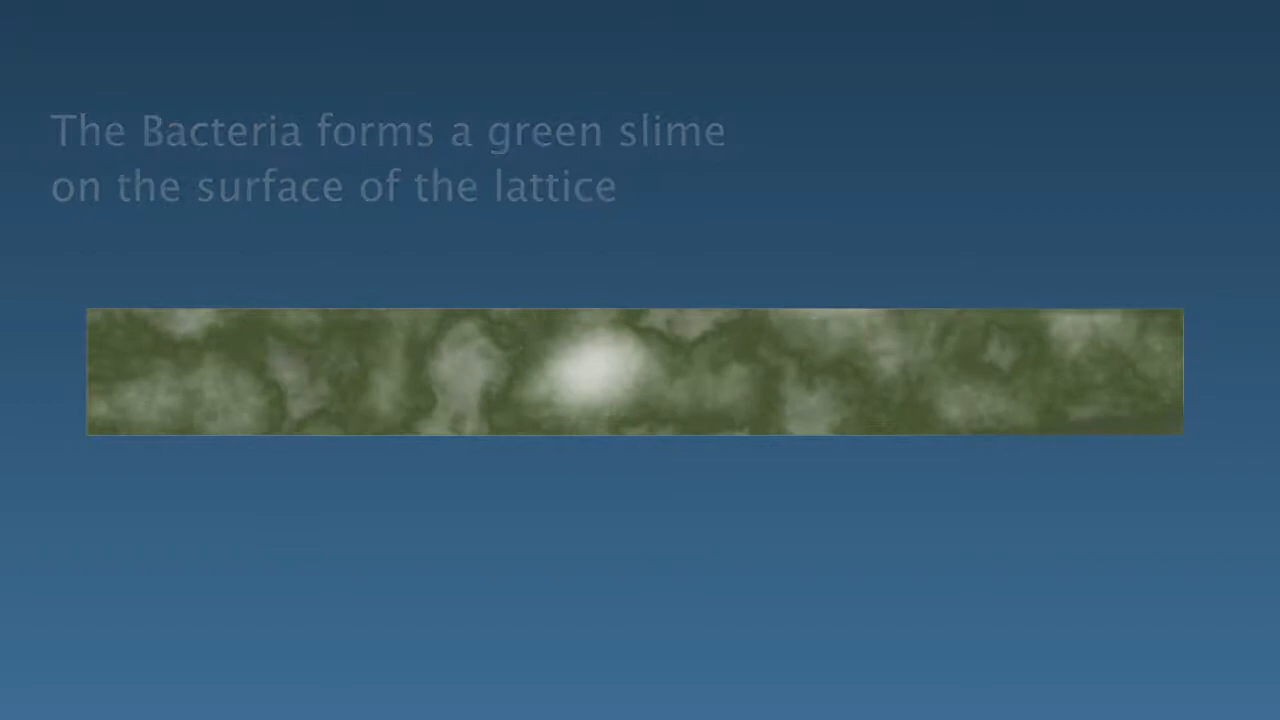 The Bacteria forms a green slime
on the surface of the lattice